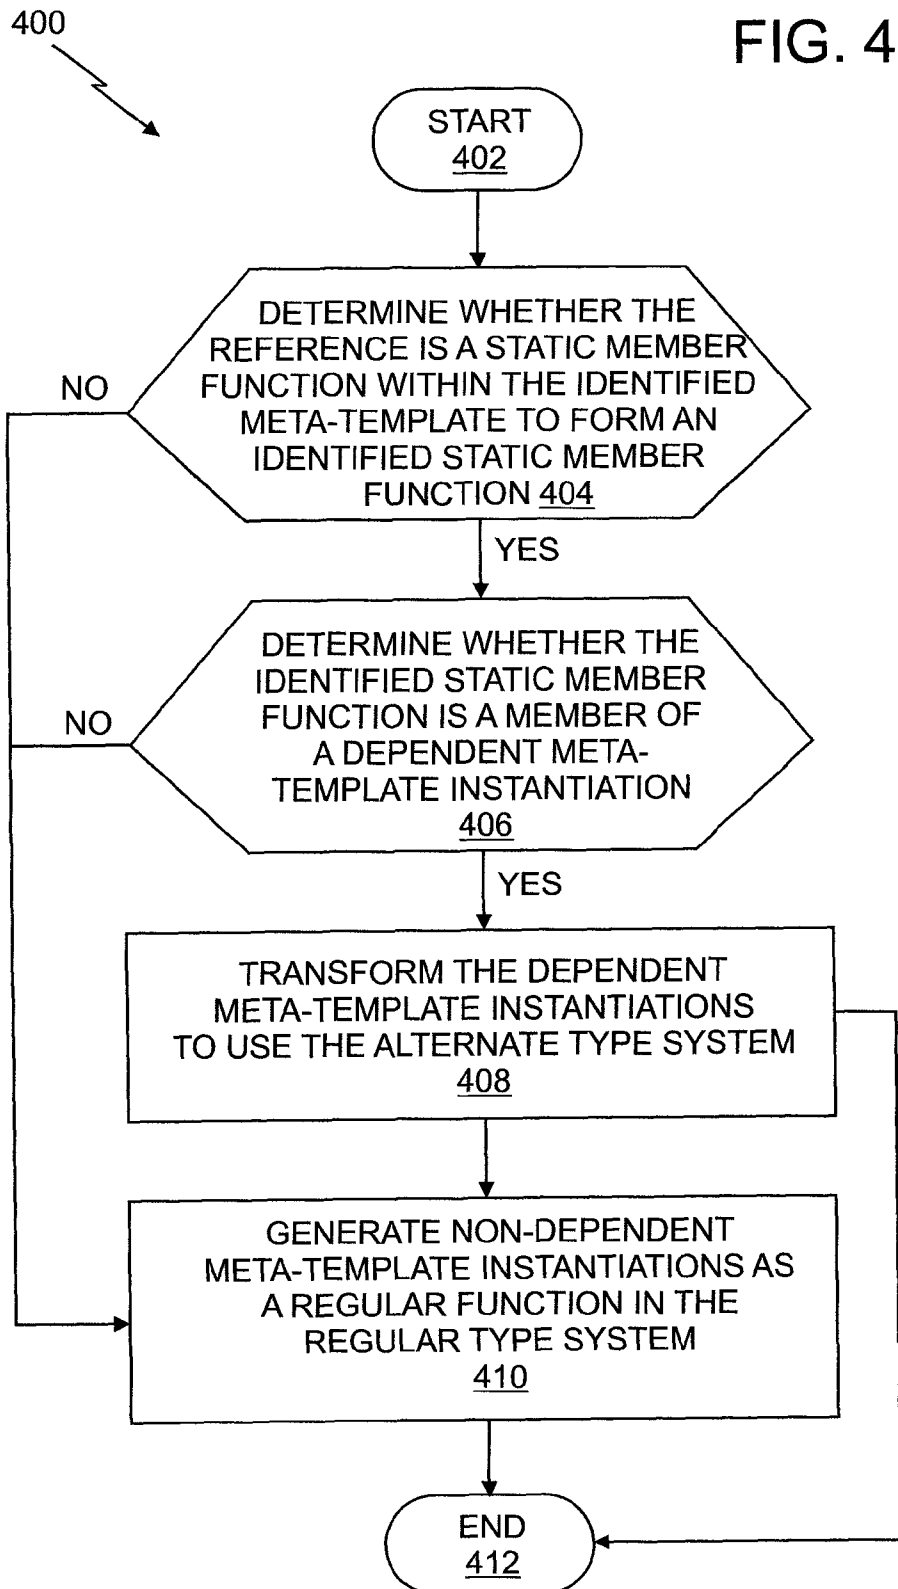 400
FIG. 4
START
402
DETERMINE WHETHER THE
REFERENCE IS A STATIC MEMBER
FUNCTION WITHIN THE IDENTIFIED
META-TEMPLATE TO FORM AN
IDENTIFIED STATIC MEMBER
FUNCTION 404
NO
YES
DETERMINE WHETHER THE
IDENTIFIED STATIC MEMBER
FUNCTION IS A MEMBER OF
A DEPENDENT META-
TEMPLATE INSTANTIATION
406
NO
YES
TRANSFORM THE DEPENDENT
META-TEMPLATE INSTANTIATIONS
TO USE THE ALTERNATE TYPE SYSTEM
408
GENERATE NON-DEPENDENT
META-TEMPLATE INSTANTIATIONS AS
A REGULAR FUNCTION IN THE
REGULAR TYPE SYSTEM
410
END
412